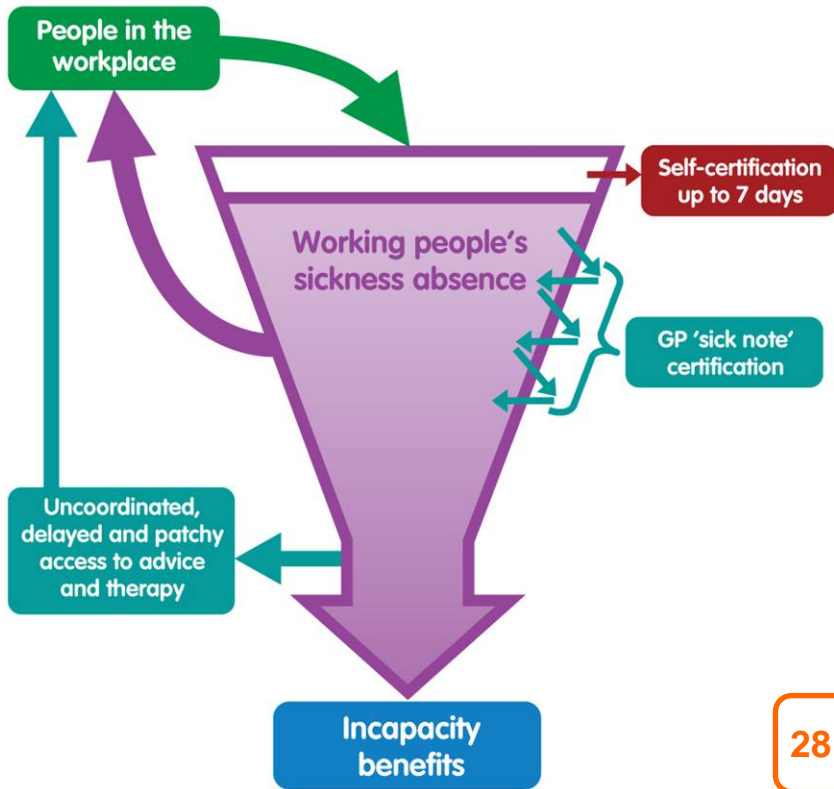 People in the
workplace
Self-certification
up to 7 days
Working people's
sickness absence
GP 'sick note'
certification
Uncoordinated,
delayed and patchy
access to advice
and therapy
Incapacity
benefits
28